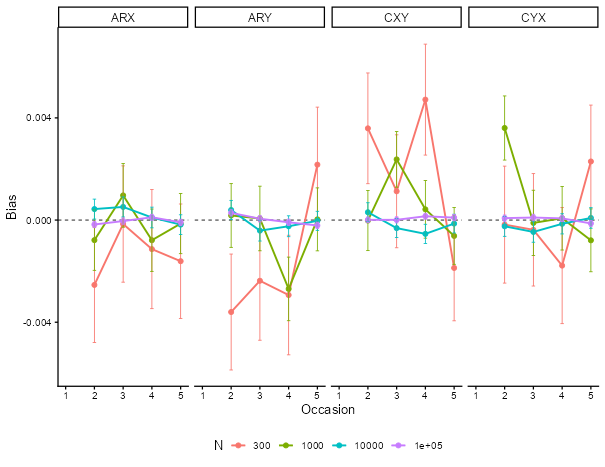 ARX ARY CXY CYX
Bias
0.004
0.000
-0.004
1 2 3 4 5 1 2 3 4 5 1 2 3 4 5 1 2 3 4 5
Occasion
N 300 1000 10000 1e+05